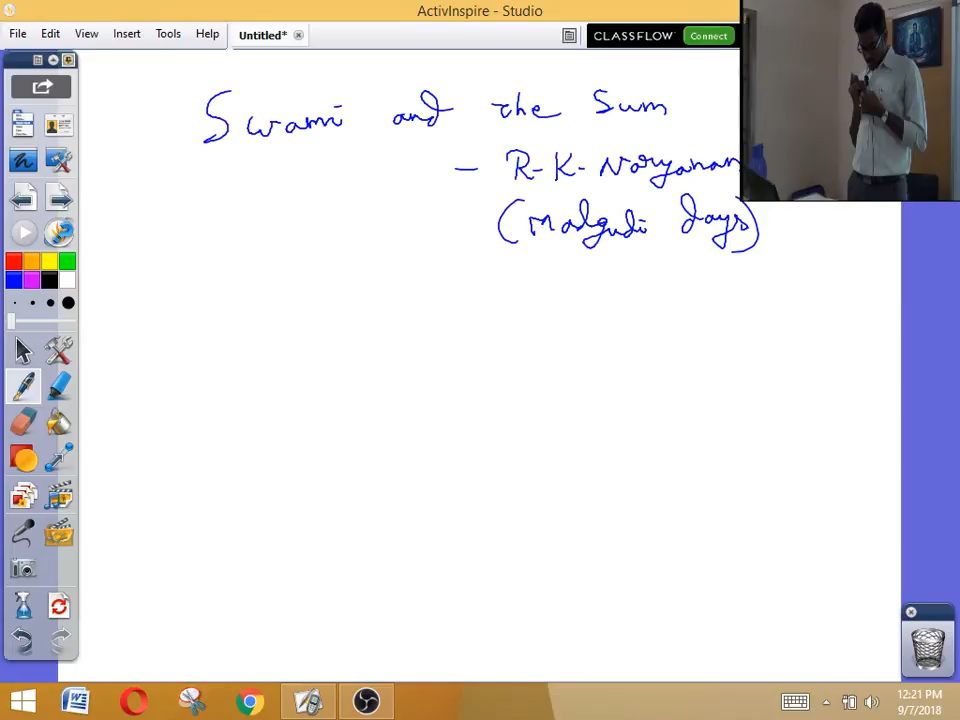 ActivInspire - Studio
File Edit View Insert Tools Help Untitled* CLASSFLOW Connect
Swami and the Sum
- R-K-Naryanan
(Malgudi days)
12:21 PM
9/7/2018